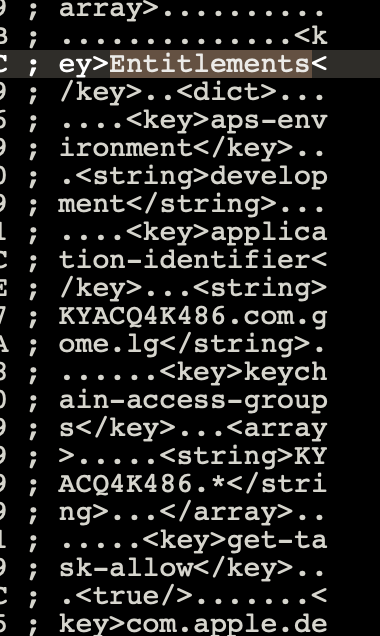 9 ; array>..........
3 ; ..............<k
C ; ey>Entitlements<
9 ; /key>..<dict>...
5 ; ....<key>aps-env
9 ; ironment</key>..
0 ; .<string>develop
9 ; ment</string>...
1 ; ....<key>applica
C ; tion-identifier<
E ; /key>...<string>
7 ; KYACQ4K486.com.g
A ; ome.lg</string>.
3 ; ......<key>keych
0 ; ain-access-group
9 ; s</key>...<array
9 ; >.....<string>KY
9 ; ACQ4K486.*</stri
9 ; ng>...</array>..
1 ; .....<key>get-ta
9 ; sk-allow</key>..
C ; .<true/>.......<
5 ; key>com.apple.de